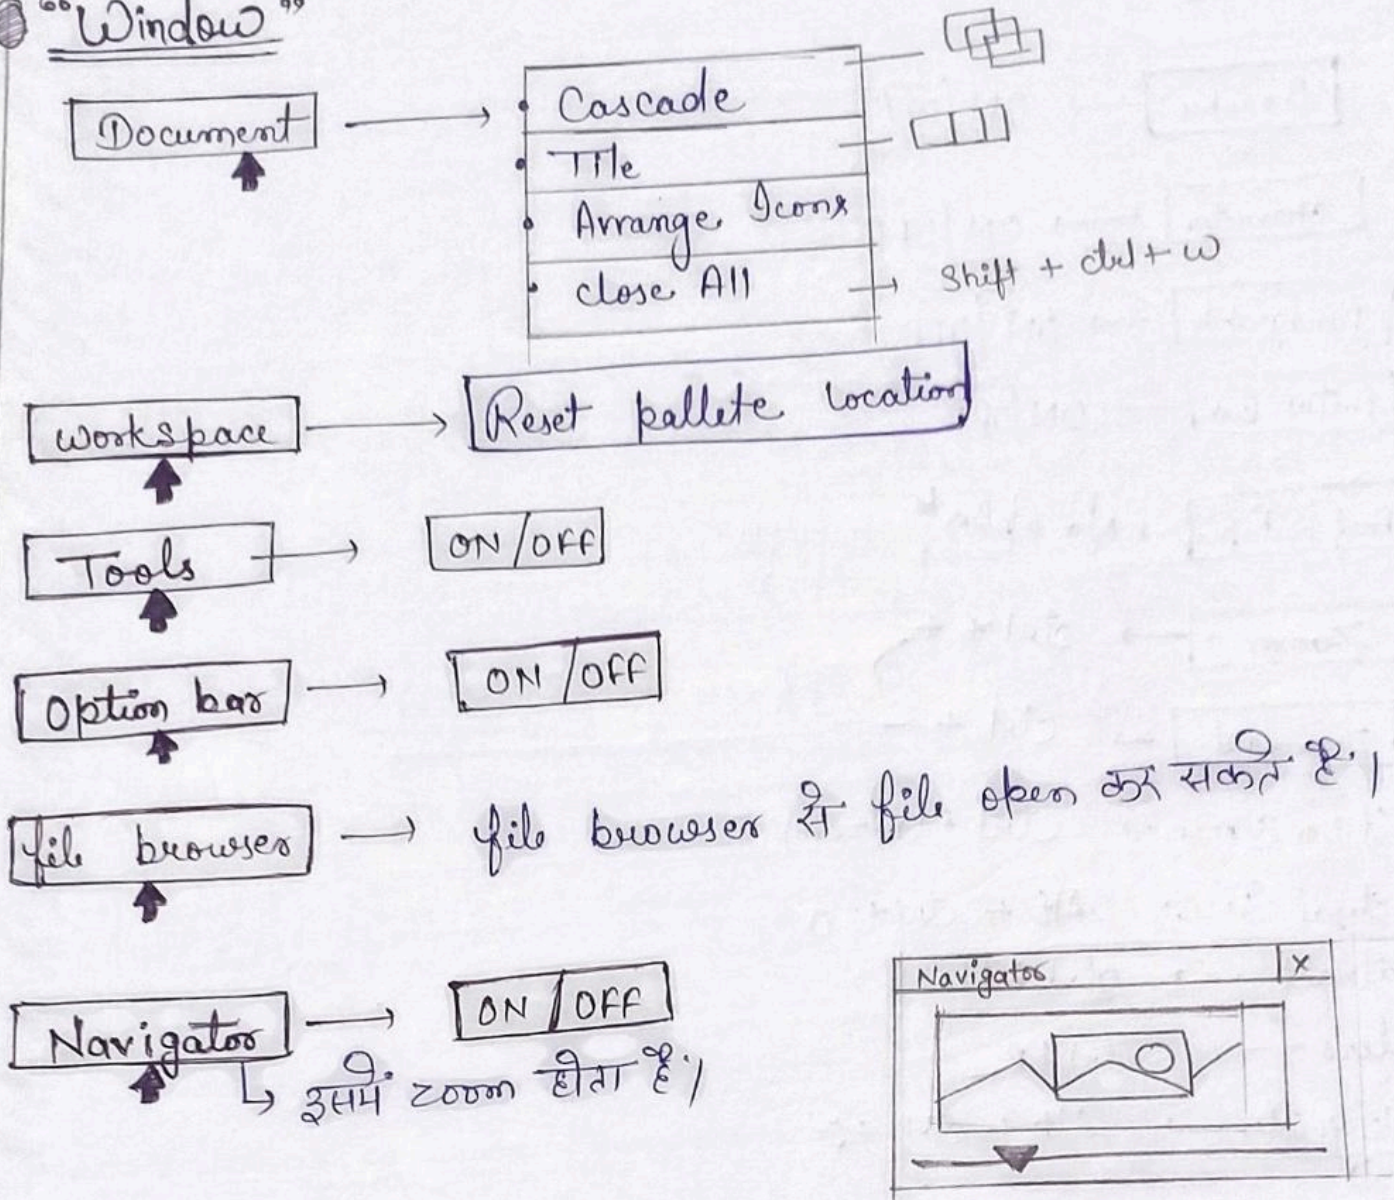 "Window"
Document → • Cascade
• Tile
• Arrange Icons
• close All → Shift + ctrl + w
workspace → Reset pallete location
Tools → ON/OFF
Option bar → ON/OFF
file browser → file browser से file open कर सकते है।
Navigator → ON/OFF
↳ इसमें zoom होता है।
Navigator X